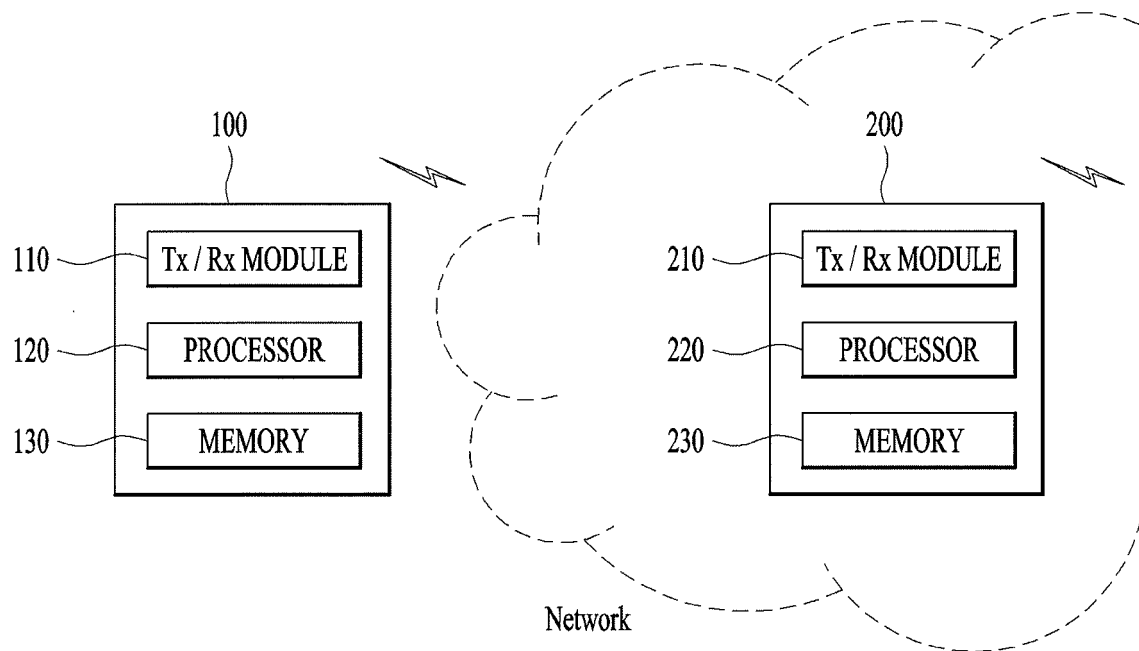 100
200
110
Tx / Rx MODULE
210
Tx / Rx MODULE
120
PROCESSOR
220
PROCESSOR
130
MEMORY
230
MEMORY
Network